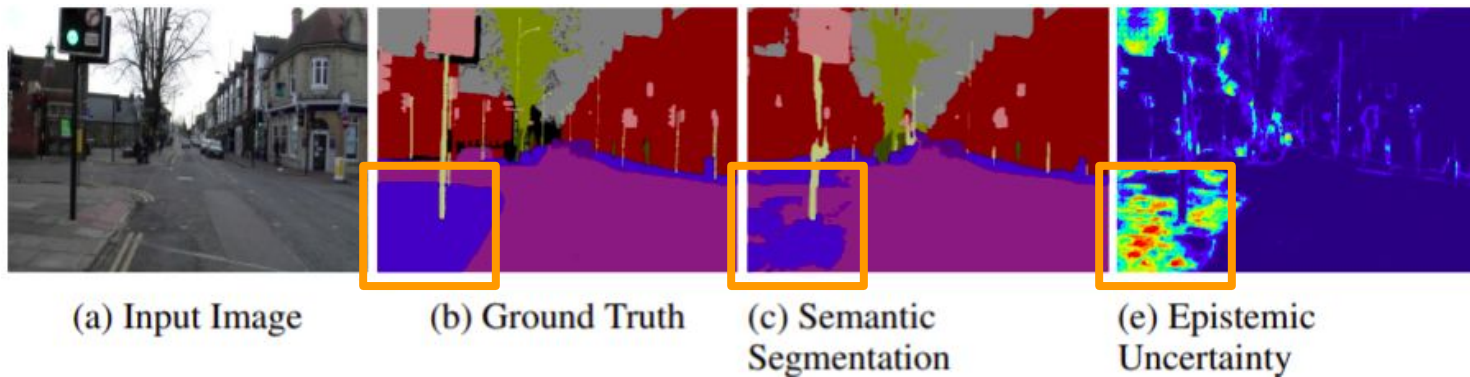 (a) Input Image
(b) Ground Truth
(c) Semantic
Segmentation
(e) Epistemic
Uncertainty